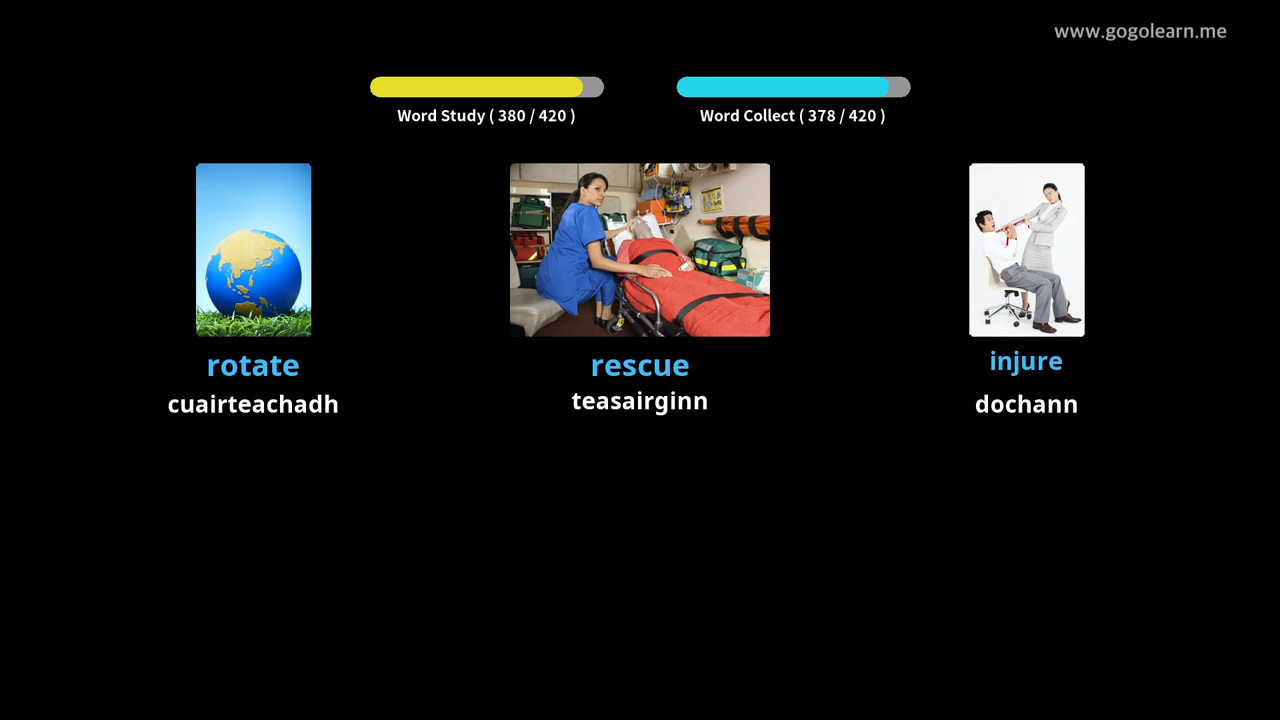 www.gogolearn.me
Word Study ( 380 / 420 )
Word Collect ( 378 / 420 )
rotate
cuairteachadh
rescue
teasairginn
injure
dochann